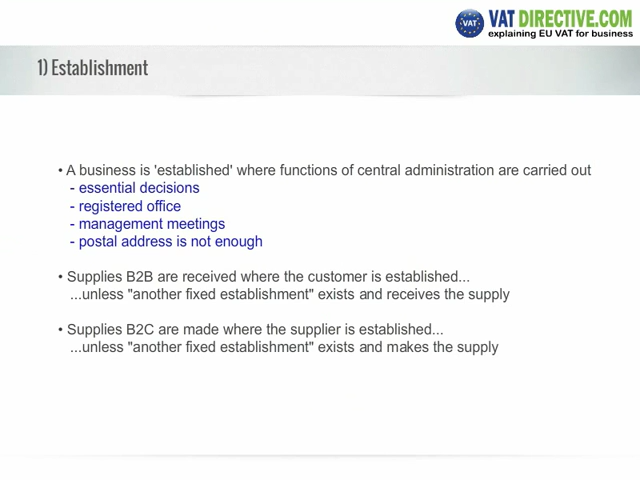 VAT
VAT DIRECTIVE.COM
explaining EU VAT for business
1) Establishment
• A business is 'established' where functions of central administration are carried out
- essential decisions
- registered office
- management meetings
- postal address is not enough
• Supplies B2B are received where the customer is established...
...unless "another fixed establishment" exists and receives the supply
• Supplies B2C are made where the supplier is established...
...unless "another fixed establishment" exists and makes the supply